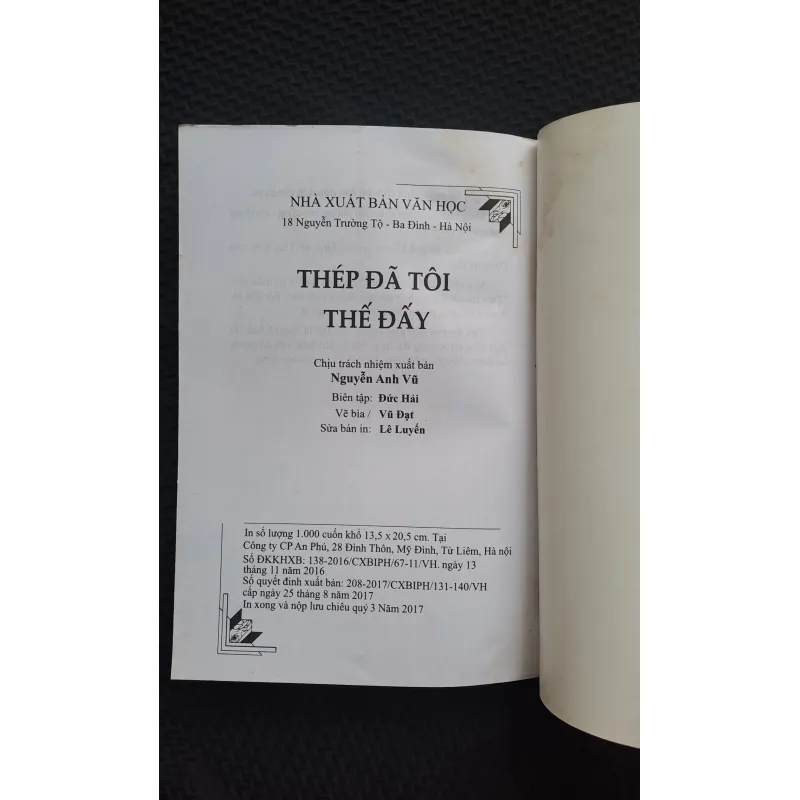 NHÀ XUẤT BẢN VĂN HỌC
18 Nguyễn Trường Tộ - Ba Đình - Hà Nội
THÉP ĐÃ TÔI
THẾ ĐẤY
Chịu trách nhiệm xuất bản
Nguyễn Anh Vũ
Biên tập: Đức Hải
Vẽ bìa / Vũ Đạt
Sửa bản in: Lê Luyến
In số lượng 1.000 cuốn khổ 13,5 x 20,5 cm. Tại
Công ty CP An Phú, 28 Đình Thôn, Mỹ Đình, Từ Liêm, Hà nội
Số ĐKKHXB: 138-2016/CXBIPH/67-11/VH. ngày 13
tháng 11 năm 2016
Số quyết đinh xuất bản: 208-2017/CXBIPH/131-140/VH
cấp ngày 25 tháng 8 năm 2017
In xong và nộp lưu chiêu quý 3 Năm 2017